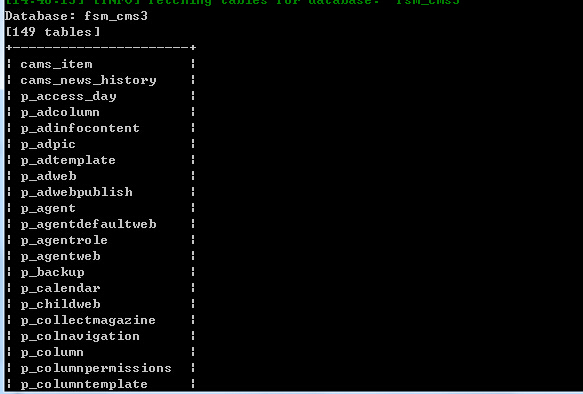 [14:48:13] [INFO] fetching tables for database: 'fsm_cms3'
Database: fsm_cms3
[149 tables]
+---------------------+
| cams_item |
| cams_news_history |
| p_access_day |
| p_adcolumn |
| p_adinfocontent |
| p_adpic |
| p_adtemplate |
| p_adweb |
| p_adwebpublish |
| p_agent |
| p_agentdefaultweb |
| p_agentrole |
| p_agentweb |
| p_backup |
| p_calendar |
| p_childweb |
| p_collectmagazine |
| p_colnavigation |
| p_column |
| p_columnpermissions |
| p_columntemplate |